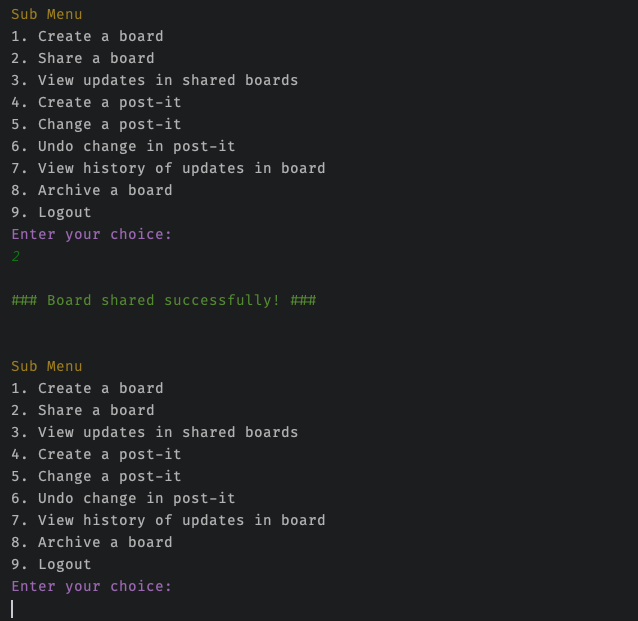 Sub Menu
1. Create a board
2. Share a board
3. View updates in shared boards
4. Create a post-it
5. Change a post-it
6. Undo change in post-it
7. View history of updates in board
8. Archive a board
9. Logout
Enter your choice:
2
### Board shared successfully! ###
Sub Menu
1. Create a board
2. Share a board
3. View updates in shared boards
4. Create a post-it
5. Change a post-it
6. Undo change in post-it
7. View history of updates in board
8. Archive a board
9. Logout
Enter your choice: